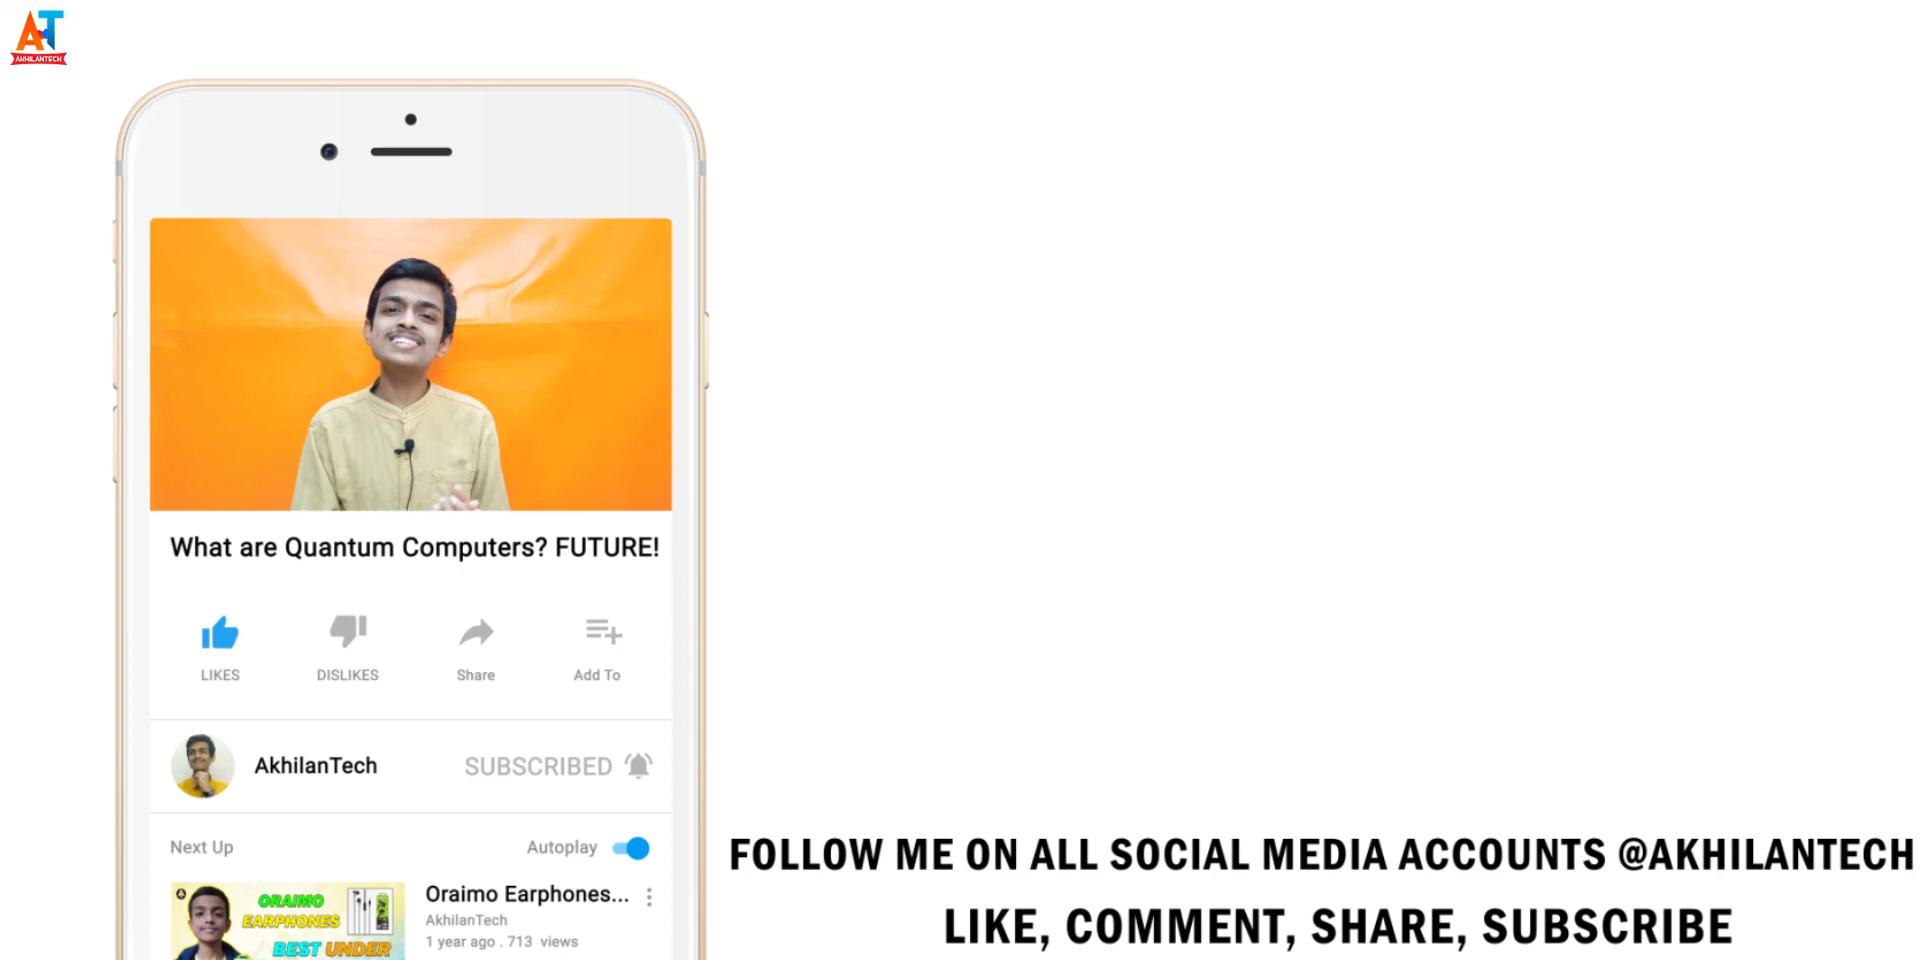 AT
AKHILANTECH
What are Quantum Computers? FUTURE!
LIKES
DISLIKES
Share
Add To
AkhilanTech
SUBSCRIBED
Next Up
Autoplay
ORAIMO
EARPHONES
BEST UNDER
Oraimo Earphones...
AkhilanTech
1 year ago . 713 views
FOLLOW ME ON ALL SOCIAL MEDIA ACCOUNTS @AKHILANTECH
LIKE, COMMENT, SHARE, SUBSCRIBE